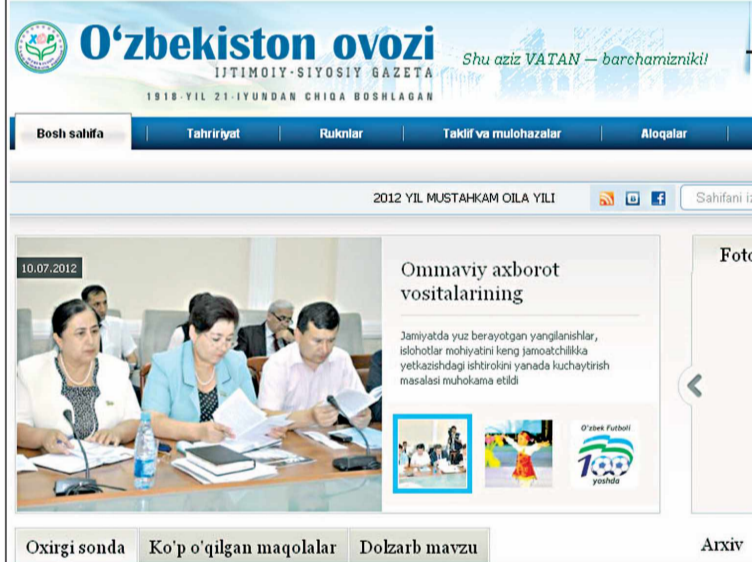 XDP
O'zbekiston ovozi
IJTIMOIY-SIYOSIY GAZETA
1918-YIL 21-IYUNDAN CHIQA BOSHLAGAN
Shu aziz VATAN — barchamizniki!
Bosh sahifa
Tahririyat
Ruknlar
Taklif va mulohazalar
Aloqalar
2012 YIL MUSTAHKAM OILA YILI
Sahifani
10.07.2012
Ommaviy axborot
vositalarining
Jamiyatda yuz berayotgan yangilanishlar,
islohotlar mohiyatini keng jamoatchilikka
yetkazishdagi ishtirokini yanada kuchaytirish
masalasi muhokama etildi
O'zbek Futboli
100
yoshda
Foto
Oxirgi sonda
Ko'p o'qilgan maqolalar
Dolzarb mavzu
Arxiv